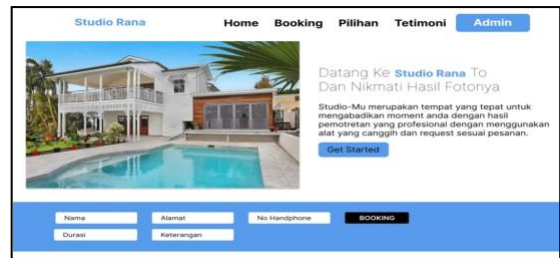 Studio Rana Home Booking Pilihan Tetimoni Admin
Datang Ke Studio Rana To
Dan Nikmati Hasil Fotonya
Studio-Mu merupakan tempat yang tepat untuk
mengabadikan moment anda dengan hasil
pemotretan yang profesional dengan menggunakan
alat yang canggih dan request sesuai pesanan.
Get Started
Nama Alamat No Handphone BOOKING
Durasi Keterangan